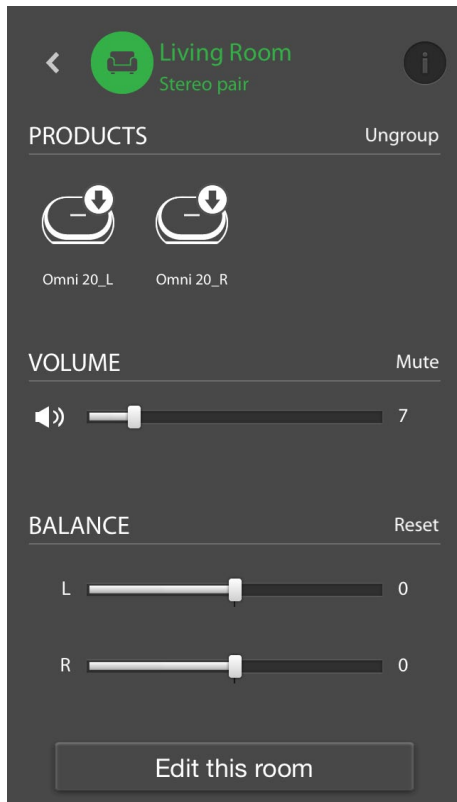 Living Room
Stereo pair
PRODUCTS Ungroup
Omni 20_L Omni 20_R
VOLUME Mute
7
BALANCE Reset
L 0
R 0
Edit this room